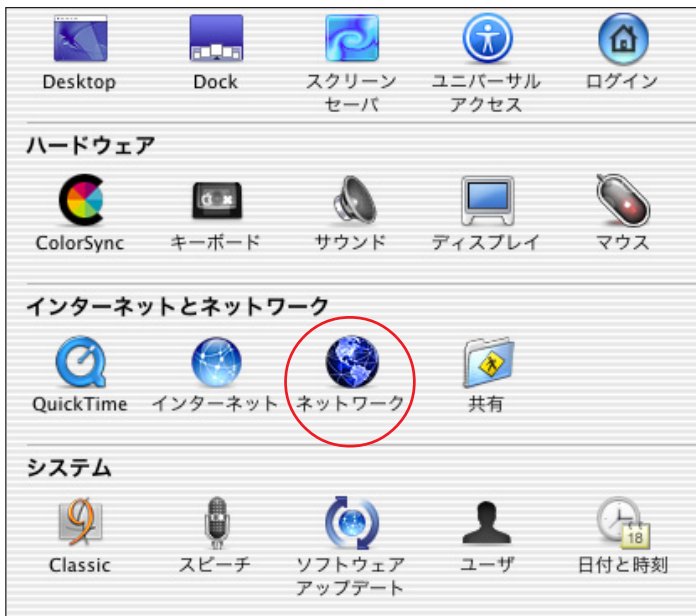 Desktop
Dock
スクリーン
セーバ
ユニバーサル
アクセス
ログイン
ハードウェア
ColorSync
キーボード
サウンド
ディスプレイ
マウス
インターネットとネットワーク
QuickTime
インターネット
ネットワーク
共有
システム
9
18
Classic
スピーチ
ソフトウェア
アップデート
ユーザ
日付と時刻